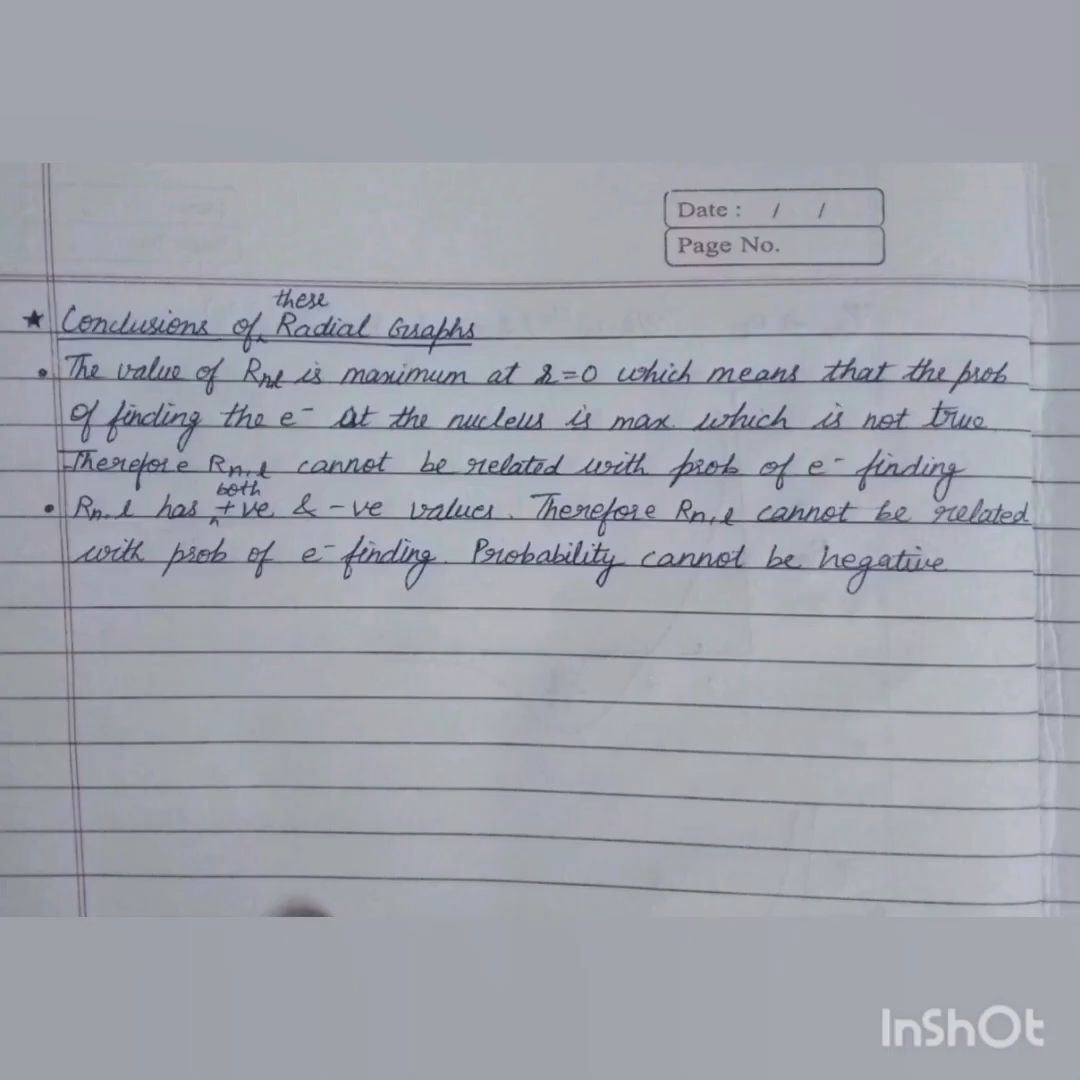 Date : / /
Page No.
★ Conclusions of these Radial Graphs
• The value of Rnl is maximum at r=0 which means that the prob
of finding the e⁻ at the nucleus is max. which is not true.
Therefore Rn,l cannot be related with prob of e⁻ finding
• Rn,l has both +ve & -ve values. Therefore Rn,l cannot be related
with prob of e⁻ finding. Probability cannot be negative
InShOt